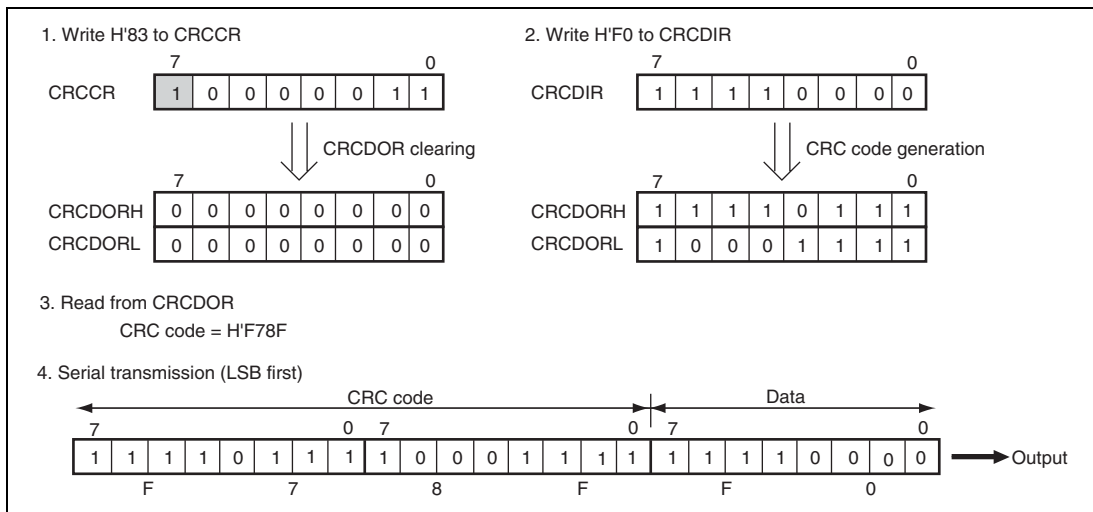 1. Write H'83 to CRCCR
7 0
CRCCR 1 0 0 0 0 0 1 1
CRCDOR clearing
7 0
CRCDORH 0 0 0 0 0 0 0 0
CRCDORL 0 0 0 0 0 0 0 0
2. Write H'F0 to CRCDIR
7 0
CRCDIR 1 1 1 1 0 0 0 0
CRC code generation
7 0
CRCDORH 1 1 1 1 0 1 1 1
CRCDORL 1 0 0 0 1 1 1 1
3. Read from CRCDOR
CRC code = H'F78F
4. Serial transmission (LSB first)
CRC code Data
7 0 7 0 7 0
1 1 1 1 0 1 1 1 1 0 0 0 1 1 1 1 1 1 1 1 0 0 0 0 Output
F 7 8 F F 0